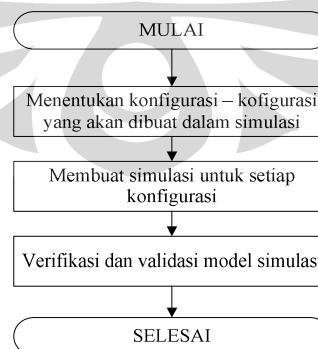 MULAI
Menentukan konfigurasi – kofigurasi
yang akan dibuat dalam simulasi
Membuat simulasi untuk setiap
konfigurasi
Verifikasi dan validasi model simulasi
SELESAI